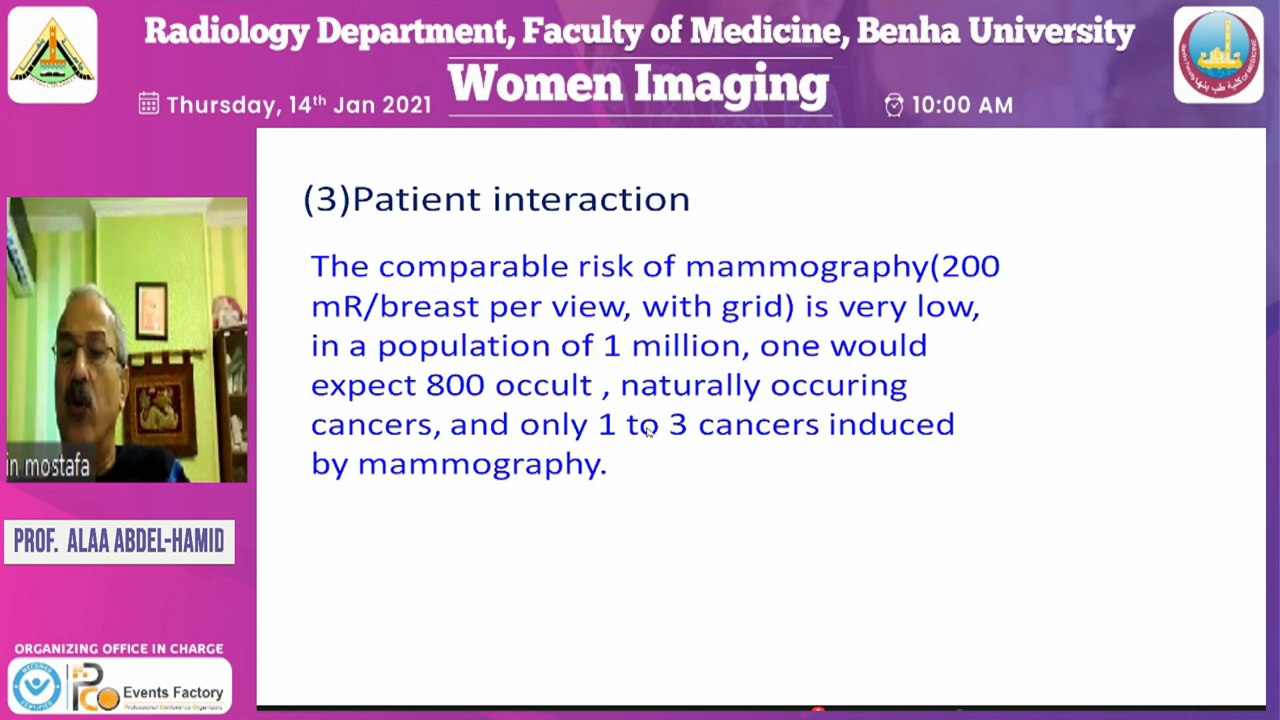 Radiology Department, Faculty of Medicine, Benha University
Women Imaging
Thursday, 14th Jan 2021
10:00 AM
(3)Patient interaction
The comparable risk of mammography(200
mR/breast per view, with grid) is very low,
in a population of 1 million, one would
expect 800 occult , naturally occuring
cancers, and only 1 to 3 cancers induced
by mammography.
in mostafa
PROF. ALAA ABDEL-HAMID
ORGANIZING OFFICE IN CHARGE
Events Factory
Professional Conference Organizers